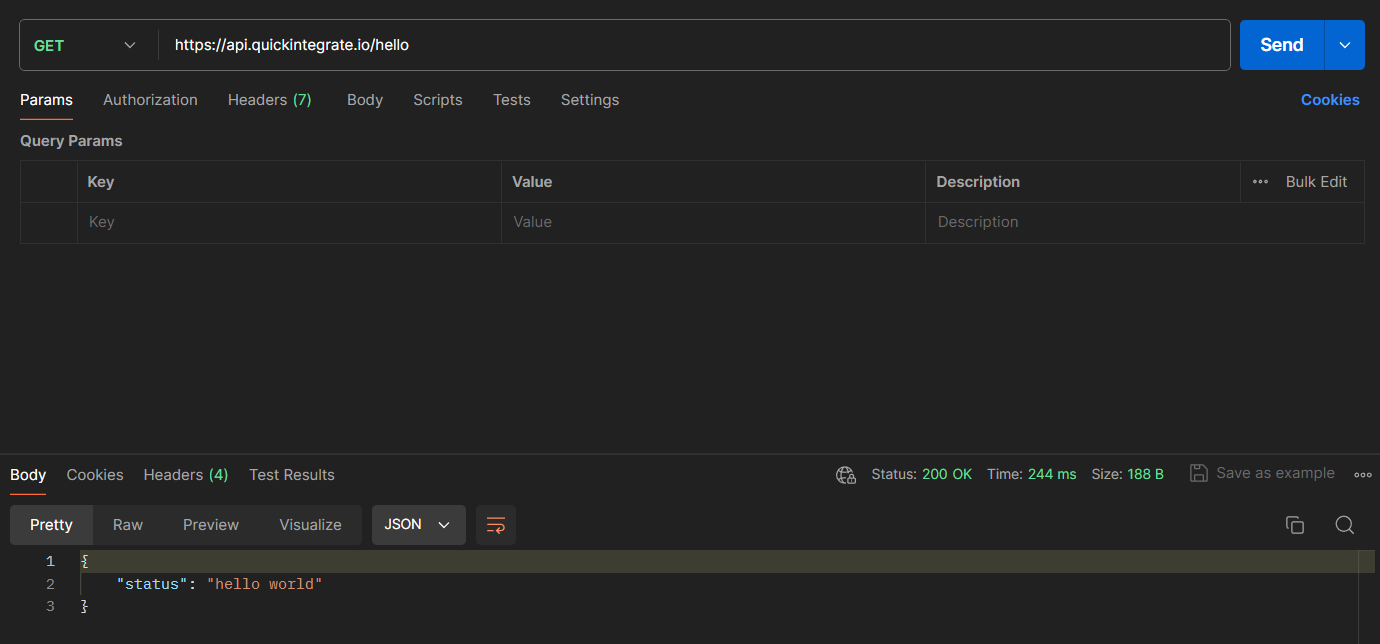 GET https://api.quickintegrate.io/hello Send
Params Authorization Headers (7) Body Scripts Tests Settings Cookies
Query Params
Key Value Description Bulk Edit
Key Value Description
Body Cookies Headers (4) Test Results Status: 200 OK Time: 244 ms Size: 188 B Save as example
Pretty Raw Preview Visualize JSON
1 {
2 "status": "hello world"
3 }